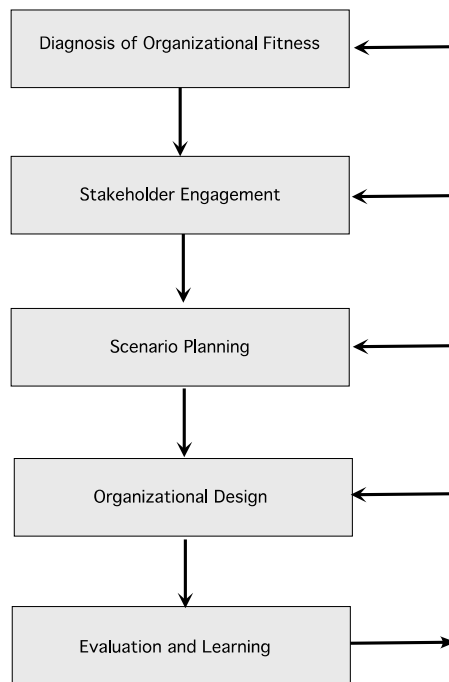 Diagnosis of Organizational Fitness
Stakeholder Engagement
Scenario Planning
Organizational Design
Evaluation and Learning